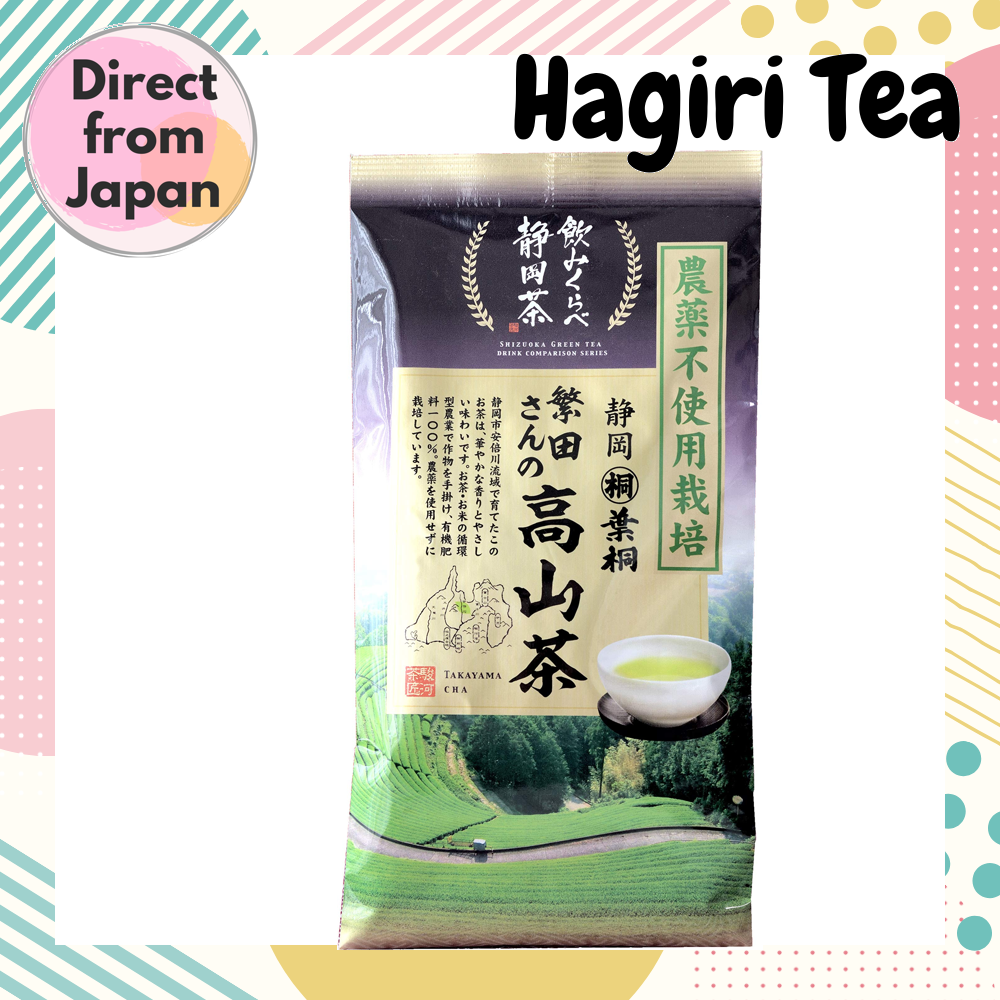 Direct
from
Japan
Hagiri Tea
飲みくらべ
静岡茶
SHIZUOKA GREEN TEA
DRINK COMPARISON SERIES
農薬不使用栽培
静岡 桐 葉桐
繁田
さんの
高山茶
静岡市安倍川流域で育てたこの
お茶は、華やかな香りとやさし
い味わいです。お茶・お米の循環
型農業で作物を手掛け、有機肥
料一〇〇%。農薬を使用せずに
栽培しています。
駿河
茶匠
TAKAYAMA
CHA